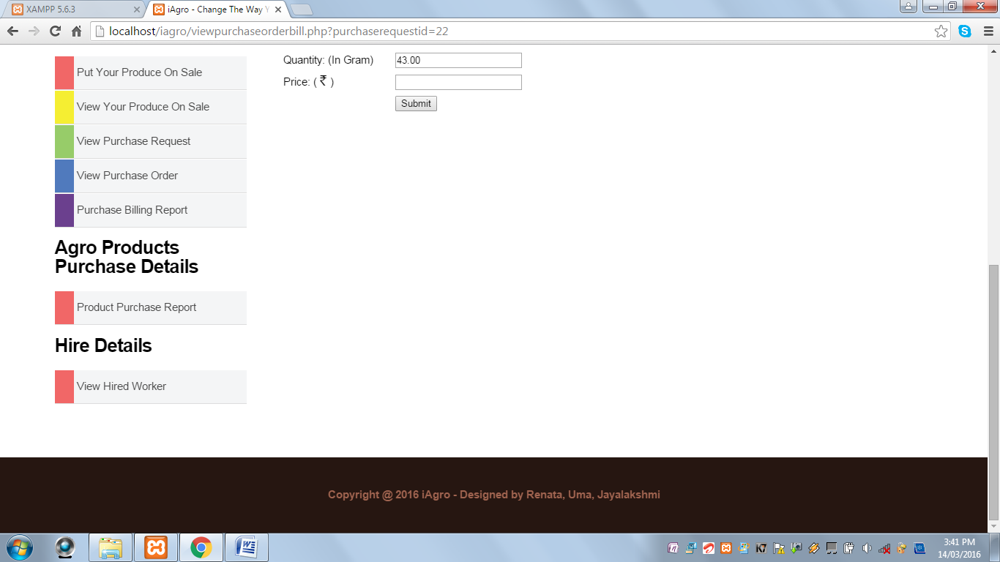 XAMPP 5.6.3
iAgro - Change The Way Y
localhost/iagro/viewpurchaseorderbill.php?purchaserequestid=22
Put Your Produce On Sale
View Your Produce On Sale
View Purchase Request
View Purchase Order
Purchase Billing Report
Agro Products
Purchase Details
Product Purchase Report
Hire Details
View Hired Worker
Quantity: (In Gram) 43.00
Price: ( ₹ )
Submit
Copyright @ 2016 iAgro - Designed by Renata, Uma, Jayalakshmi
3:41 PM
14/03/2016